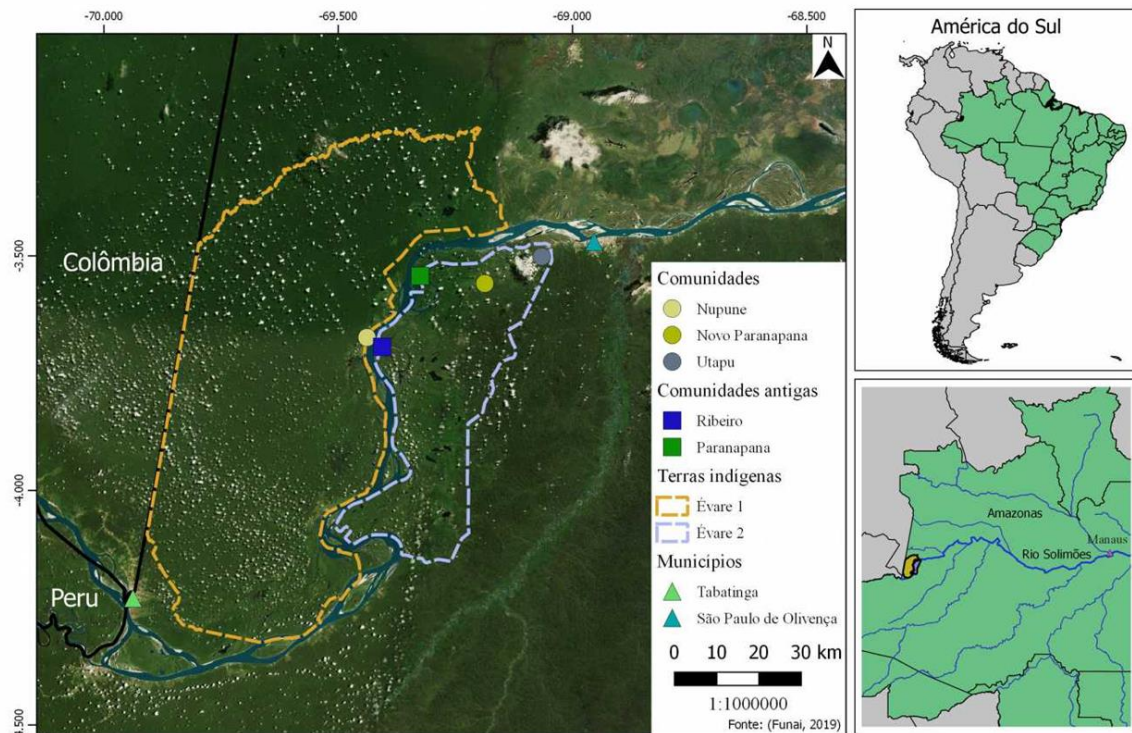 -70.000
-69.500
-69.000
-68.500
-3.500
-4.000
-4.500
N
Colômbia
Peru
Comunidades
Nupune
Novo Paranapana
Utapu
Comunidades antigas
Ribeiro
Paranapana
Terras indígenas
Évare 1
Évare 2
Municípios
Tabatinga
São Paulo de Olivença
0 10 20 30 km
1:1000000
Fonte: (Funai, 2019)
América do Sul
Amazonas
Manaus
Rio Solimões